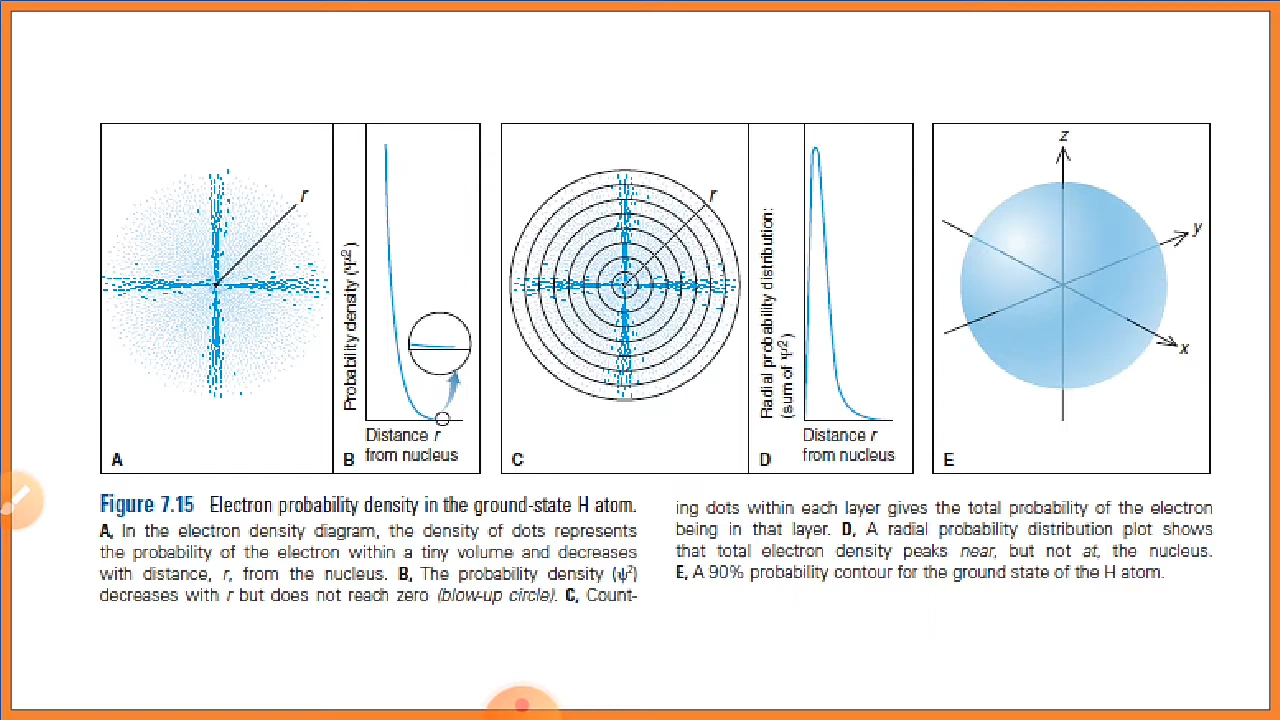 r
Probability density (Ψ²)
Distance r
from nucleus
A
B
r
Radial probability distribution:
(sum of Ψ²)
Distance r
from nucleus
C
D
z
y
x
E
Figure 7.15 Electron probability density in the ground-state H atom.
A, In the electron density diagram, the density of dots represents
the probability of the electron within a tiny volume and decreases
with distance, r, from the nucleus. B, The probability density (ψ²)
decreases with r but does not reach zero (blow-up circle). C, Count-
ing dots within each layer gives the total probability of the electron
being in that layer. D, A radial probability distribution plot shows
that total electron density peaks near, but not at, the nucleus.
E, A 90% probability contour for the ground state of the H atom.